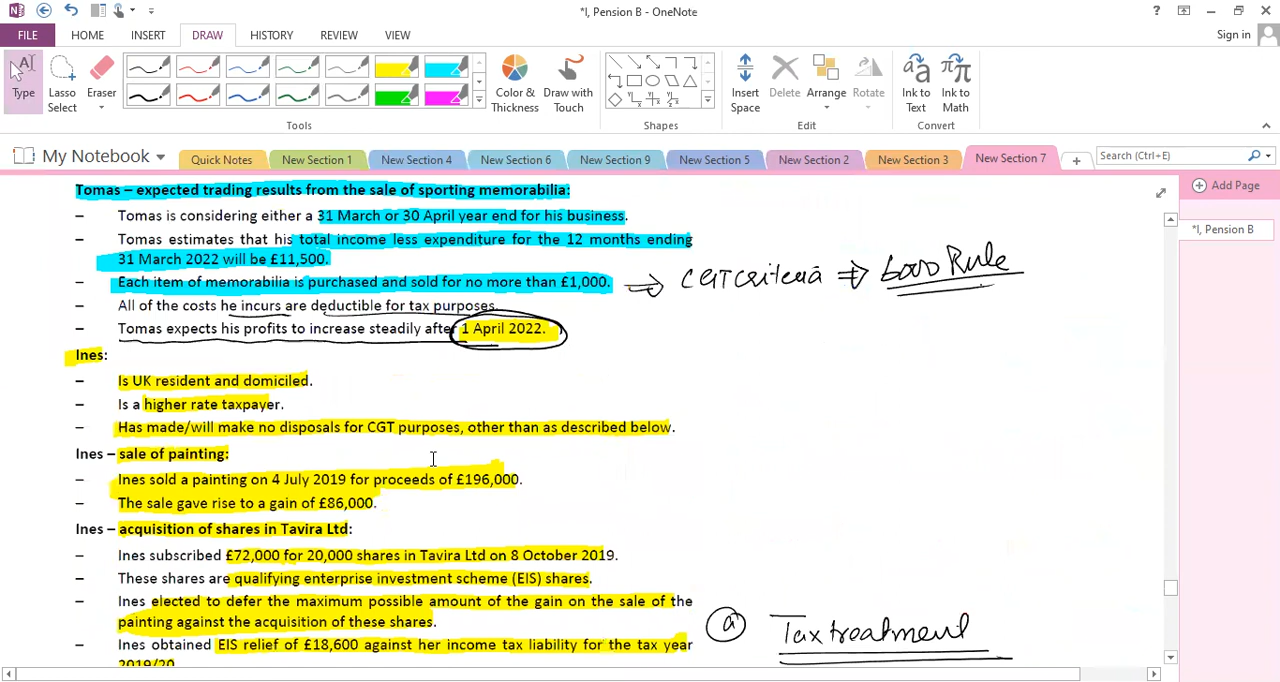 *I, Pension B - OneNote
?
Sign in
FILE HOME INSERT DRAW HISTORY REVIEW VIEW
Type
Lasso Select
Eraser
Color & Thickness
Draw with Touch
Insert Space
Delete
Arrange
Rotate
Ink to Text
Ink to Math
Tools
Shapes
Edit
Convert
My Notebook
Quick Notes New Section 1 New Section 4 New Section 6 New Section 9 New Section 5 New Section 2 New Section 3 New Section 7 +
Search (Ctrl+E)
Add Page
*I, Pension B
Tomas – expected trading results from the sale of sporting memorabilia:
– Tomas is considering either a 31 March or 30 April year end for his business.
– Tomas estimates that his total income less expenditure for the 12 months ending
31 March 2022 will be £11,500.
– Each item of memorabilia is purchased and sold for no more than £1,000. ⇒ CGT criteria ⇒ 6000 Rule
– All of the costs he incurs are deductible for tax purposes.
– Tomas expects his profits to increase steadily after 1 April 2022.
Ines:
– Is UK resident and domiciled.
– Is a higher rate taxpayer.
– Has made/will make no disposals for CGT purposes, other than as described below.
Ines – sale of painting:
– Ines sold a painting on 4 July 2019 for proceeds of £196,000.
– The sale gave rise to a gain of £86,000.
Ines – acquisition of shares in Tavira Ltd:
– Ines subscribed £72,000 for 20,000 shares in Tavira Ltd on 8 October 2019.
– These shares are qualifying enterprise investment scheme (EIS) shares.
– Ines elected to defer the maximum possible amount of the gain on the sale of the
painting against the acquisition of these shares.
– Ines obtained EIS relief of £18,600 against her income tax liability for the tax year
2019/20
a Tax treatment